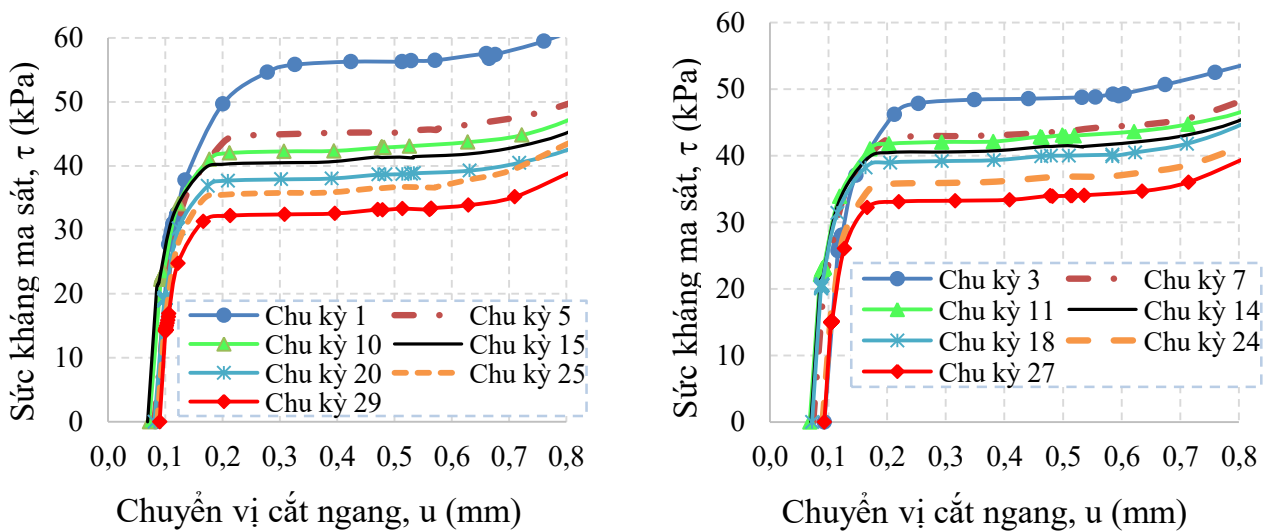 Sức kháng ma sát, τ (kPa)
60
50
40
30
20
10
0
Chu kỳ 1
Chu kỳ 5
Chu kỳ 10
Chu kỳ 15
Chu kỳ 20
Chu kỳ 25
Chu kỳ 29
0,0 0,1 0,2 0,3 0,4 0,5 0,6 0,7 0,8
Chuyển vị cắt ngang, u (mm)
Sức kháng ma sát, τ (kPa)
60
50
40
30
20
10
0
Chu kỳ 3
Chu kỳ 7
Chu kỳ 11
Chu kỳ 14
Chu kỳ 18
Chu kỳ 24
Chu kỳ 27
0,0 0,1 0,2 0,3 0,4 0,5 0,6 0,7 0,8
Chuyển vị cắt ngang, u (mm)